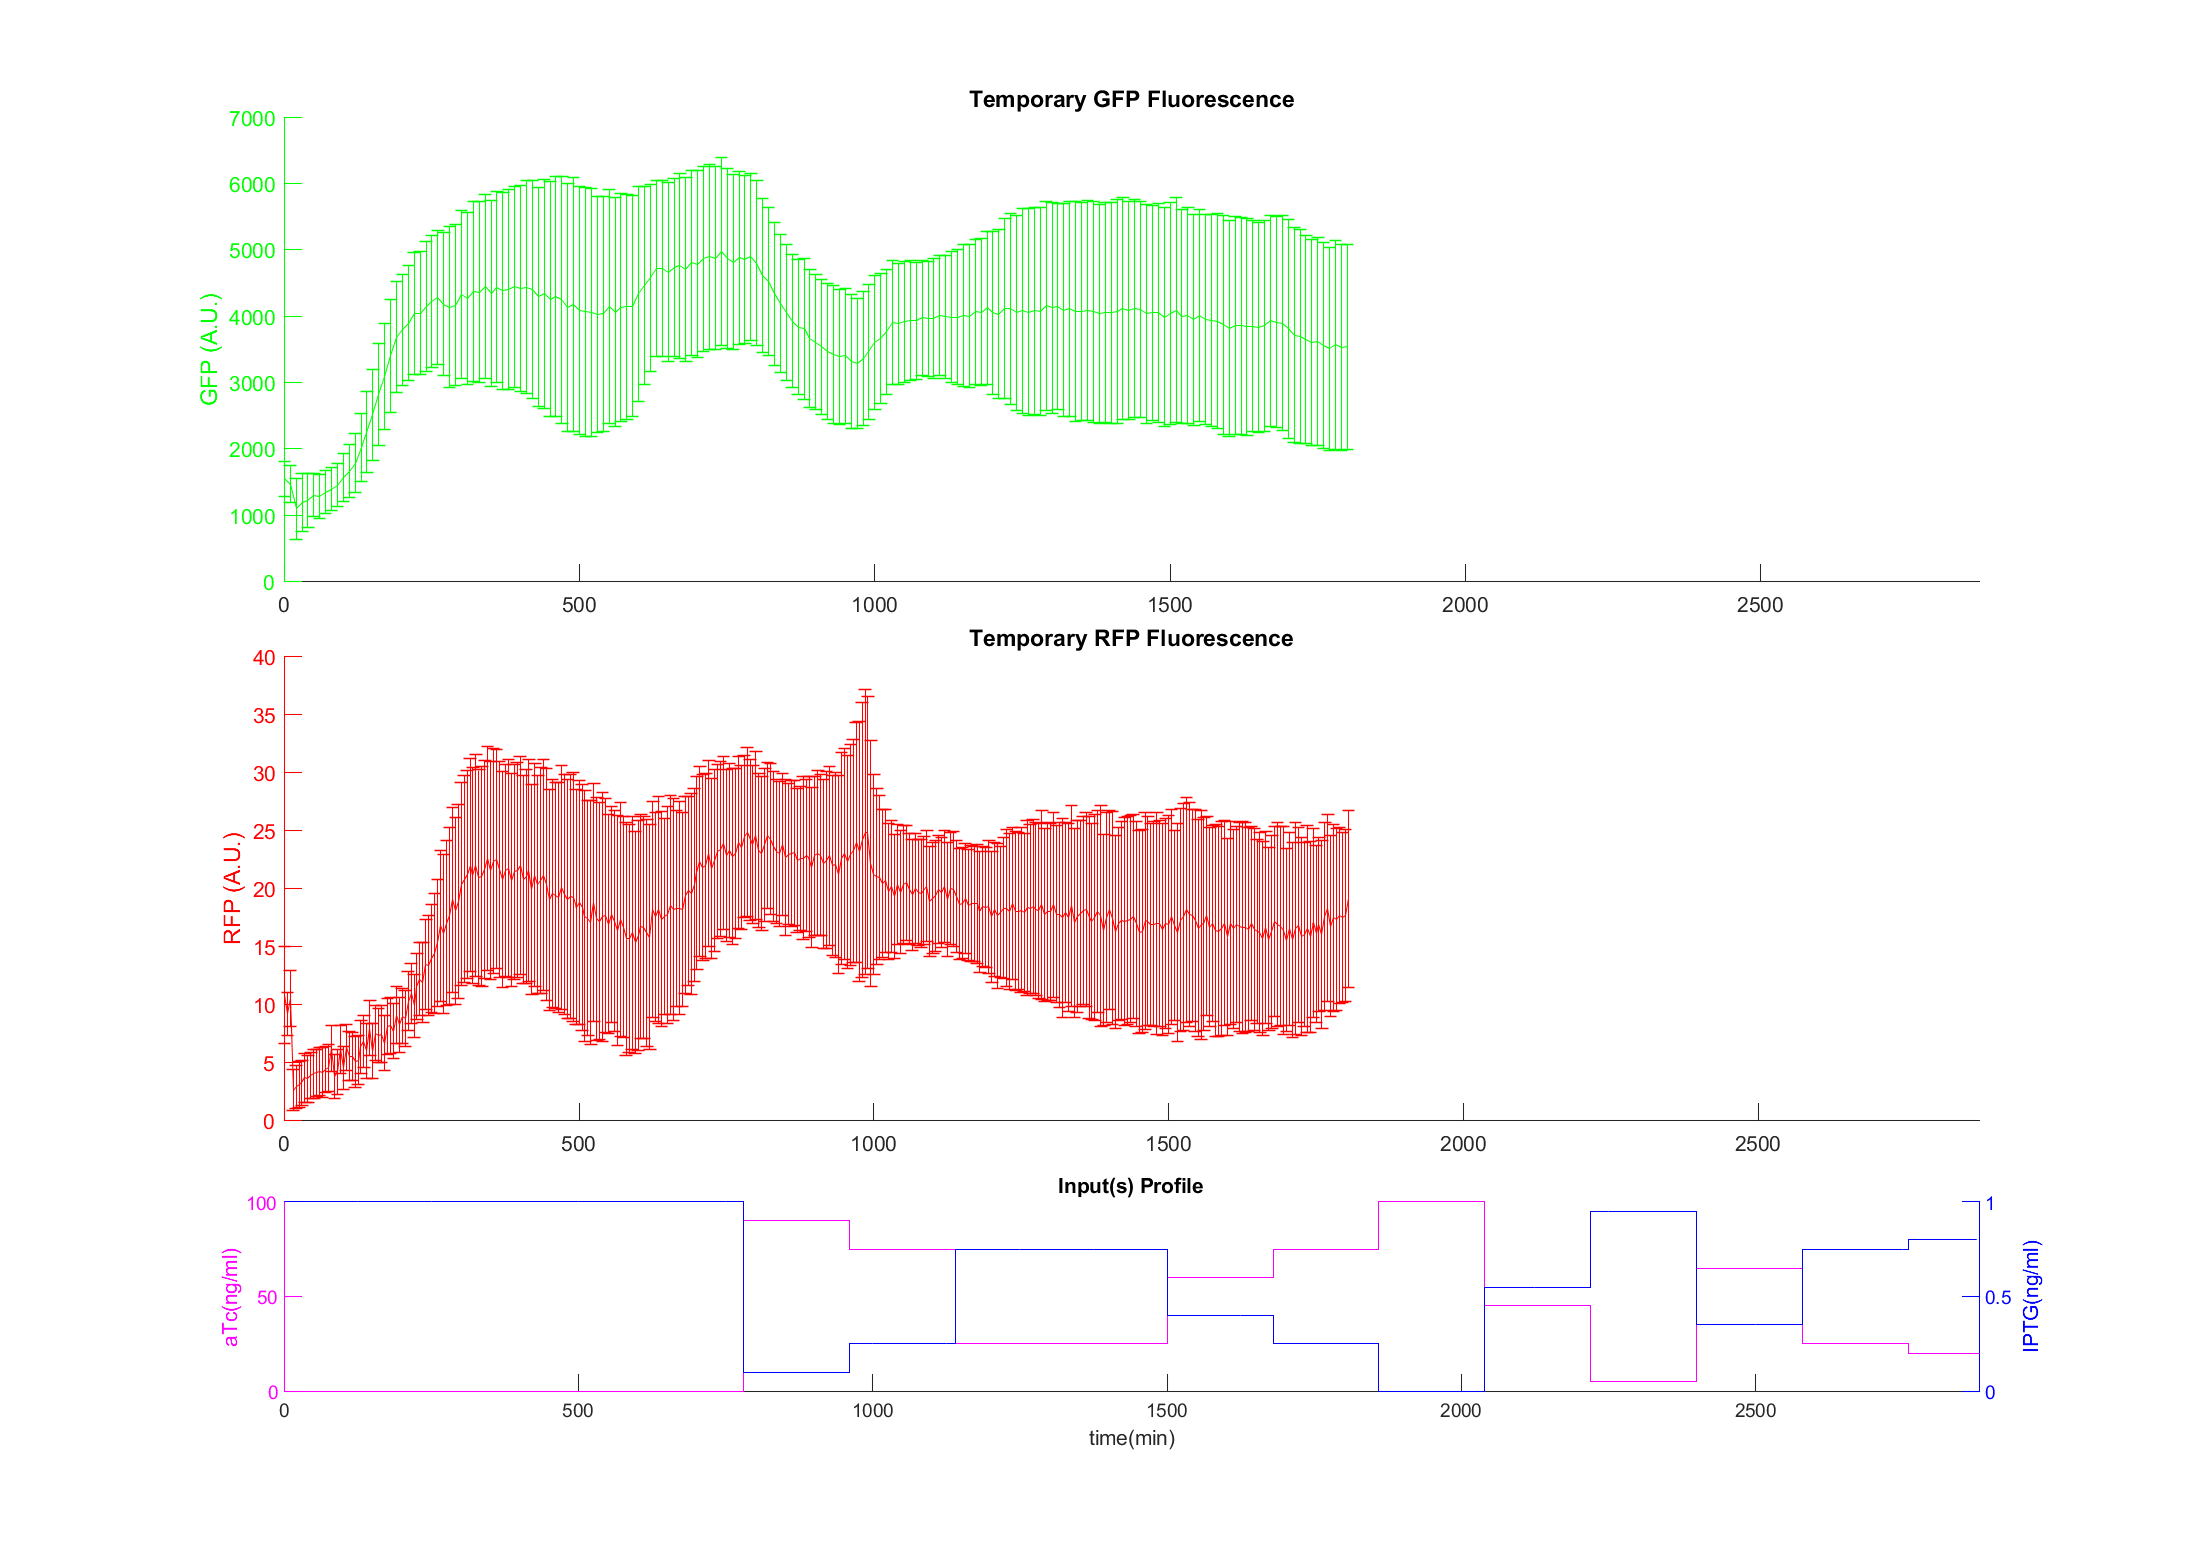 Temporary GFP Fluorescence
7000
6000
5000
4000
3000
2000
1000
0
GFP (A.U.)
0 500 1000 1500 2000 2500
Temporary RFP Fluorescence
40
35
30
25
20
15
10
5
0
RFP (A.U.)
0 500 1000 1500 2000 2500
Input(s) Profile
100
50
0
aTc(ng/ml)
1
0.5
0
IPTG(ng/ml)
0 500 1000 1500 2000 2500
time(min)